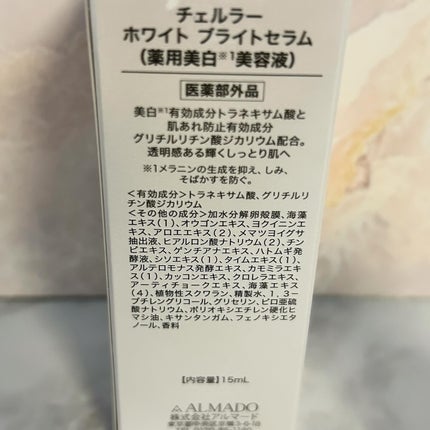 チェルラー
ホワイト ブライトセラム
(薬用美白※1美容液)
医薬部外品
美白※1有効成分トラネキサム酸と
肌あれ防止有効成分
グリチルリチン酸ジカリウム配合。
透明感ある輝くしっとり肌へ
※1メラニンの生成を抑え、しみ、
そばかすを防ぐ。
<有効成分>トラネキサム酸、グリチルリ
チン酸ジカリウム
<その他の成分>加水分解卵殻膜、海藻
エキス(1)、オウゴンエキス、ヨクイニンエ
キス、アロエエキス(2)、メマツヨイグサ
抽出液、ヒアルロン酸ナトリウム(2)、チン
ピエキス、ゲンチアナエキス、ハトムギ発
酵液、シソエキス(1)、タイムエキス(1)、
アルテロモナス発酵エキス、カモミラエキ
ス(1)、カッコンエキス、クロレラエキス、
アーティチョークエキス、海藻エキス
(4)、植物性スクワラン、精製水、1,3－
ブチレングリコール、グリセリン、ピロ亜硫
酸ナトリウム、ポリオキシエチレン硬化ヒ
マシ油、キサンタンガム、フェノキシエタ
ノール、香料
【内容量】15mL
ALMADO
株式会社アルマード
東京都中央区京橋